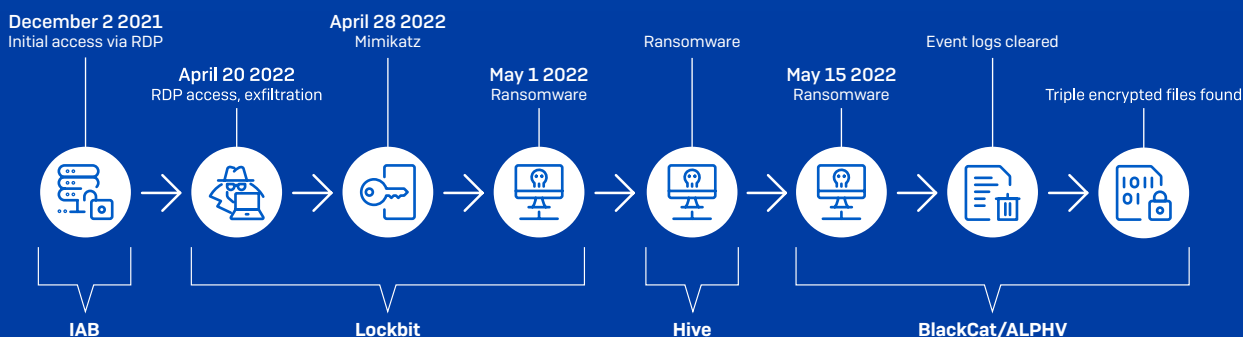 December 2 2021
Initial access via RDP
April 20 2022
RDP access, exfiltration
April 28 2022
Mimikatz
May 1 2022
Ransomware
Ransomware
May 15 2022
Ransomware
Event logs cleared
Triple encrypted files found
1011
01
IAB
Lockbit
Hive
BlackCat/ALPHV